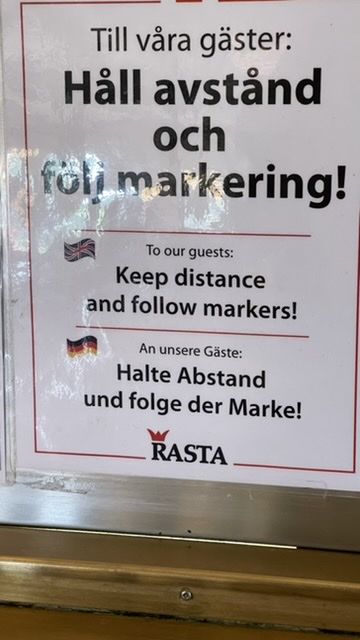 Till våra gäster:
Håll avstånd
och
följ markering!
To our guests:
Keep distance
and follow markers!
An unsere Gäste:
Halte Abstand
und folge der Marke!
RASTA